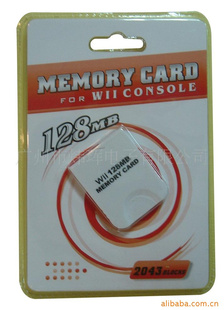 MEMORY CARD
FOR WII CONSOLE
128MB
Wii 128MB
MEMORY CARD
2043 BLOCKS
alibaba.com.cn